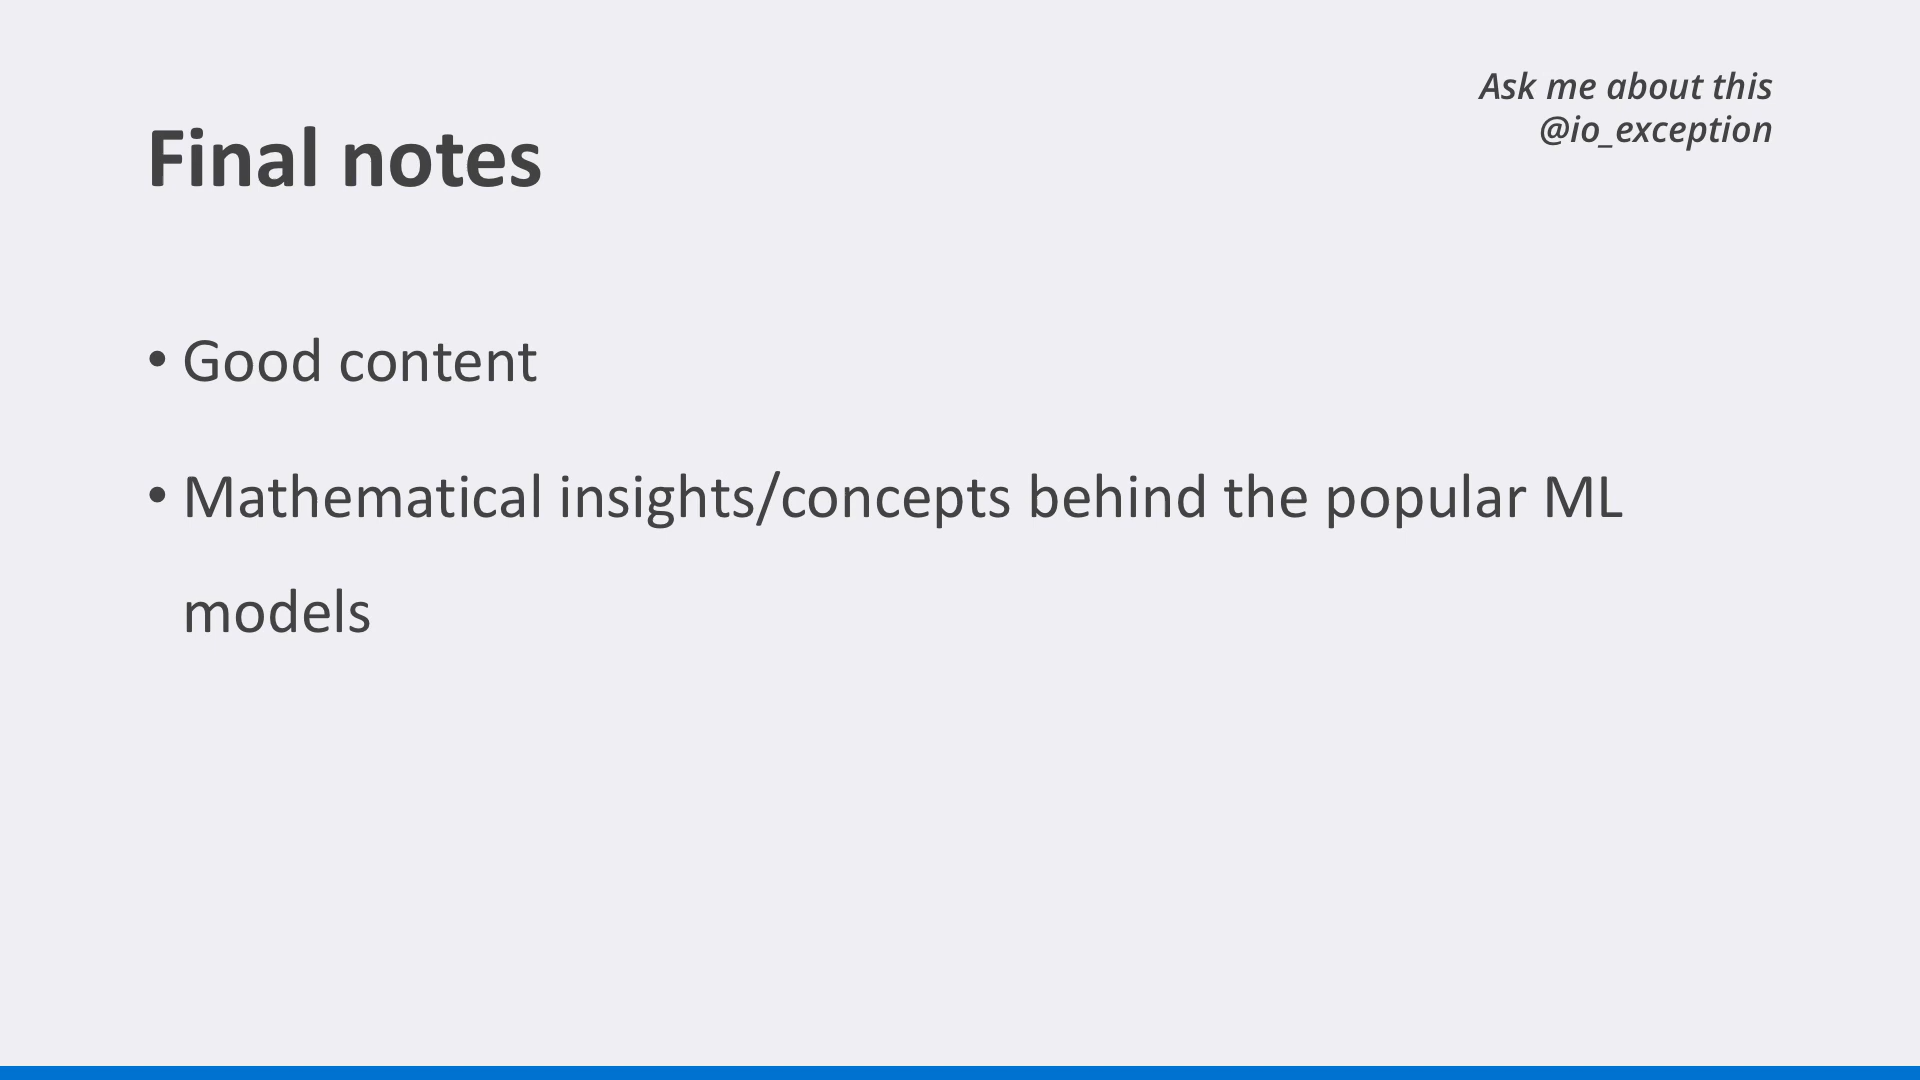 Ask me about this
@io_exception
Final notes
• Good content
• Mathematical insights/concepts behind the popular ML
models